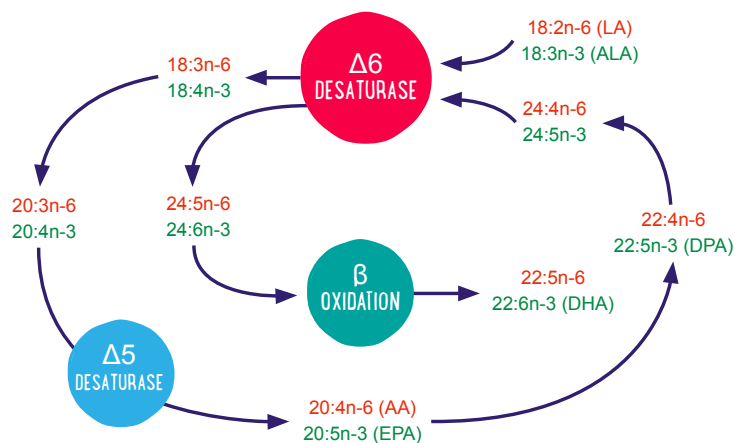 Δ6
DESATURASE
18:2n-6 (LA)
18:3n-3 (ALA)
18:3n-6
18:4n-3
24:4n-6
24:5n-3
20:3n-6
20:4n-3
24:5n-6
24:6n-3
22:4n-6
22:5n-3 (DPA)
β
OXIDATION
22:5n-6
22:6n-3 (DHA)
Δ5
DESATURASE
20:4n-6 (AA)
20:5n-3 (EPA)